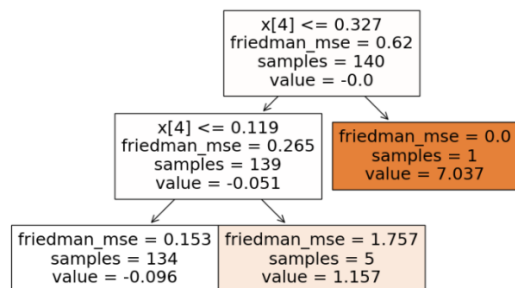 x[4] <= 0.327
friedman_mse = 0.62
samples = 140
value = -0.0
x[4] <= 0.119
friedman_mse = 0.265
samples = 139
value = -0.051
friedman_mse = 0.0
samples = 1
value = 7.037
friedman_mse = 0.153
samples = 134
value = -0.096
friedman_mse = 1.757
samples = 5
value = 1.157